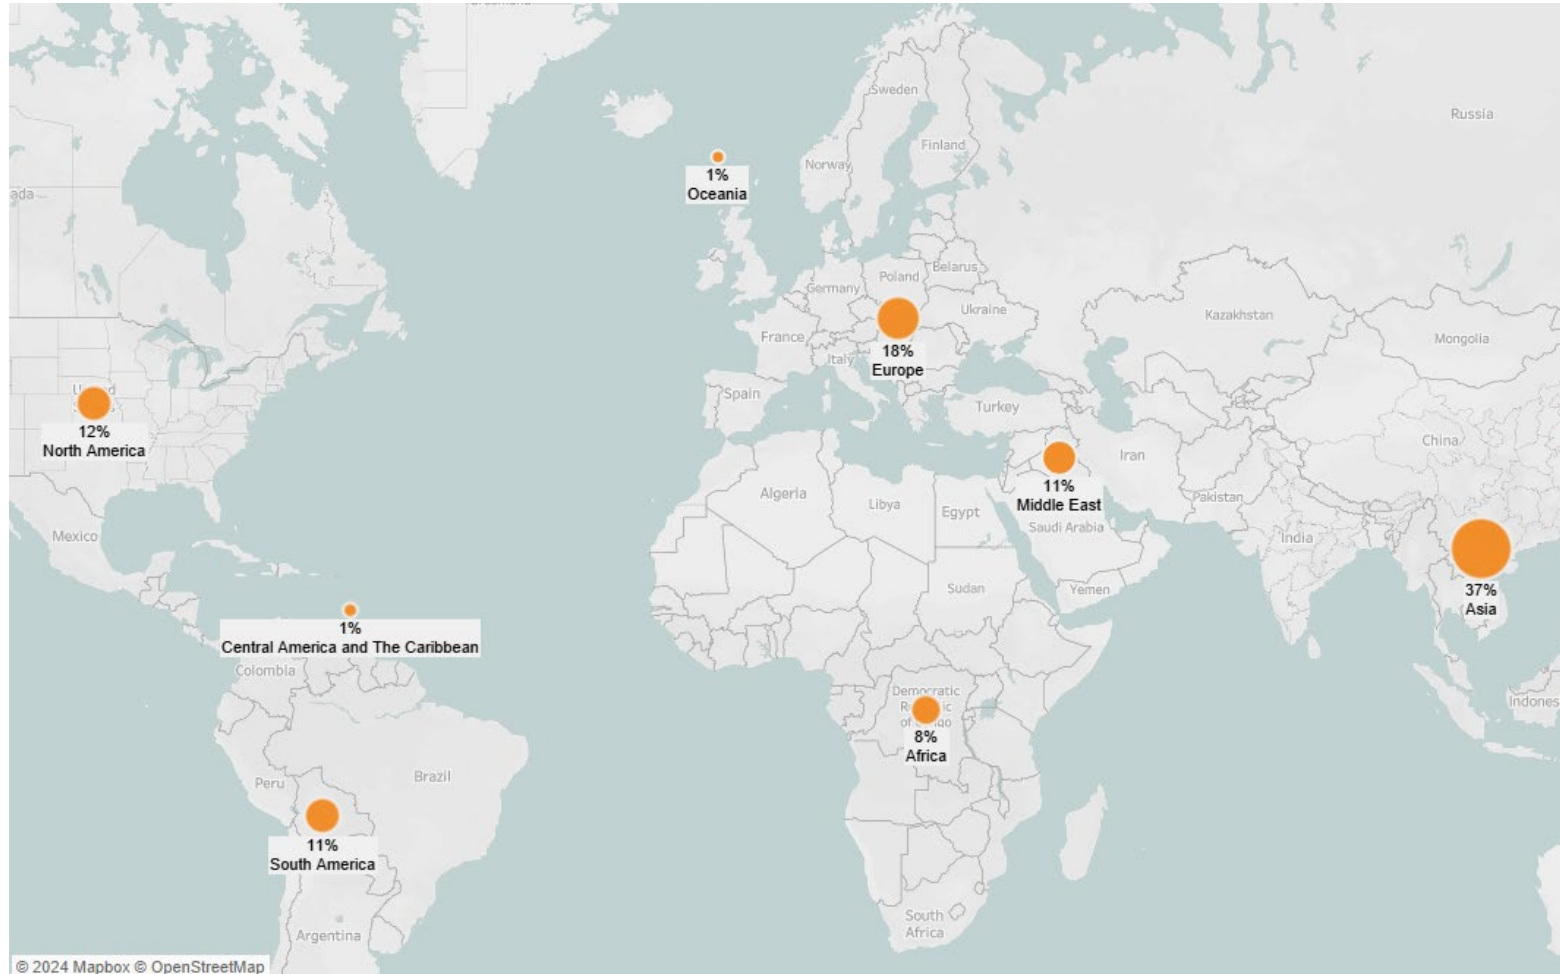 Sweden
Russia
Finland
Norway
1%
Oceania
ada
Belarus
Poland
Germany
Ukraine
Kazakhstan
France
Mongolia
Italy
18%
Europe
Spain
Turkey
12%
North America
China
Iran
11%
Middle East
Algeria
Libya
Egypt
Pakistan
Saudi Arabia
Mexico
India
Sudan
Yemen
37%
Asia
1%
Central America and The Caribbean
Colombia
Democratic
8%
Africa
Indones
Peru
Brazil
11%
South America
South
Africa
Argentina
© 2024 Mapbox © OpenStreetMap